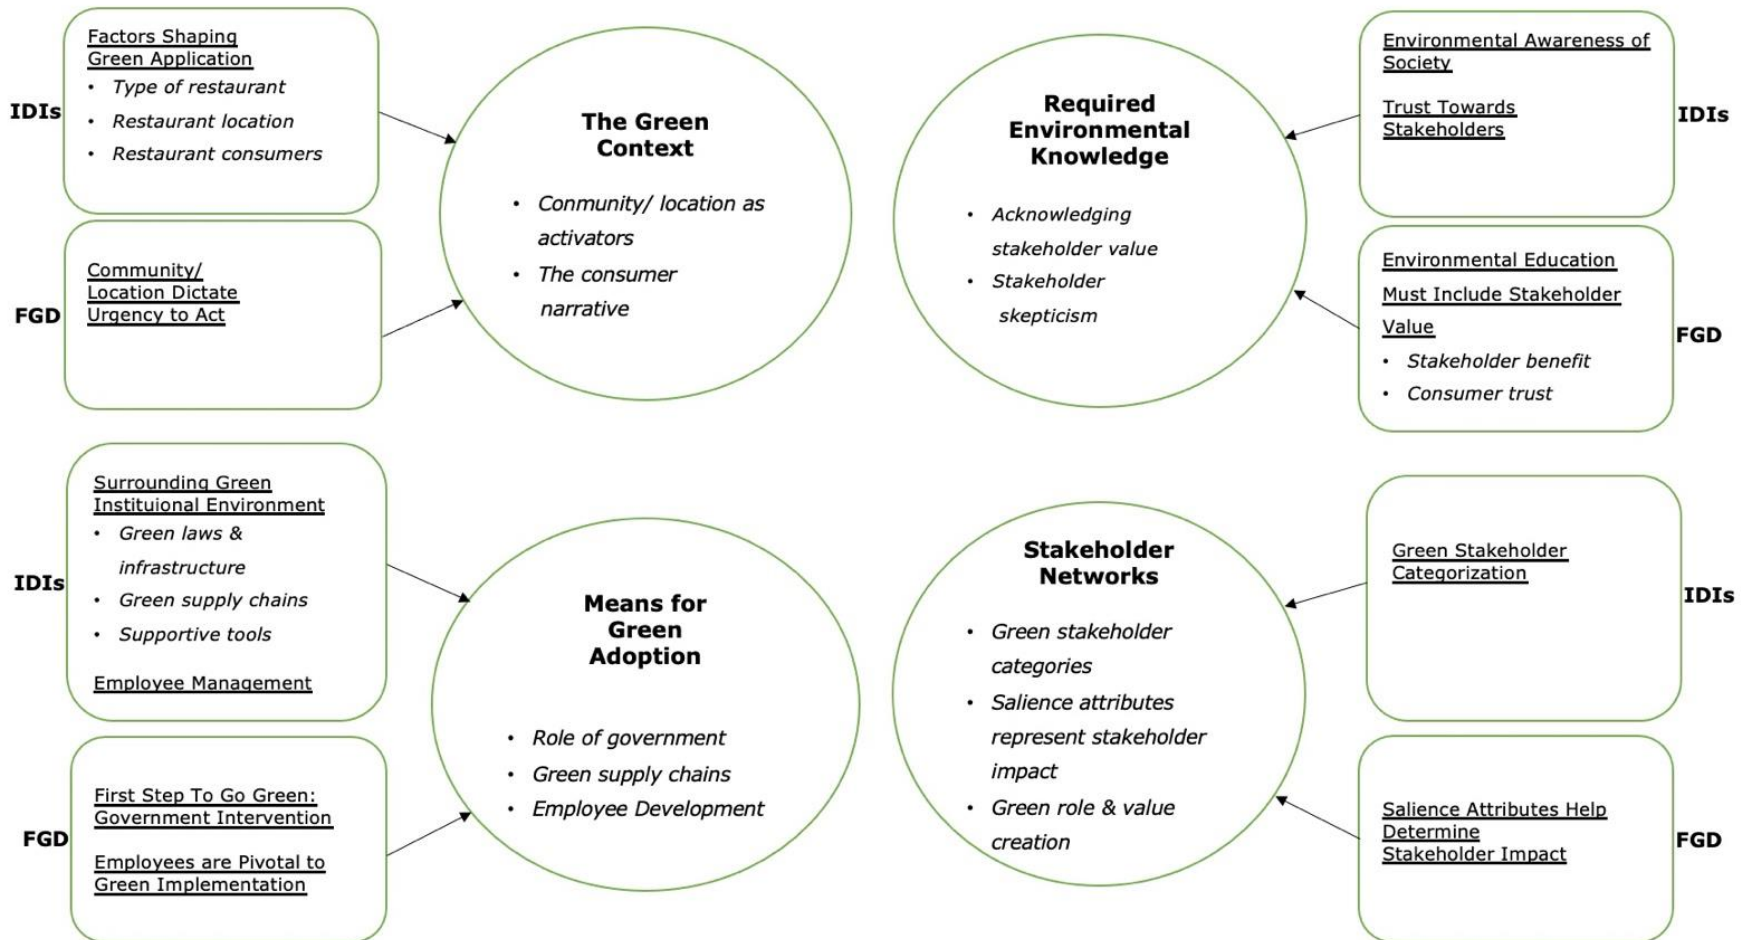 Factors Shaping
Green Application
• Type of restaurant
• Restaurant location
• Restaurant consumers
IDIs
Community/
Location Dictate
Urgency to Act
FGD
The Green
Context
• Conmunity/ location as
activators
• The consumer
narrative
Required
Environmental
Knowledge
• Acknowledging
stakeholder value
• Stakeholder
skepticism
Environmental Awareness of
Society
Trust Towards
Stakeholders
IDIs
Environmental Education
Must Include Stakeholder
Value
• Stakeholder benefit
• Consumer trust
FGD
Surrounding Green
Instituional Environment
• Green laws &
infrastructure
• Green supply chains
• Supportive tools
Employee Management
IDIs
First Step To Go Green:
Government Intervention
Employees are Pivotal to
Green Implementation
FGD
Means for
Green
Adoption
• Role of government
• Green supply chains
• Employee Development
Stakeholder
Networks
• Green stakeholder
categories
• Salience attributes
represent stakeholder
impact
• Green role & value
creation
Green Stakeholder
Categorization
IDIs
Salience Attributes Help
Determine
Stakeholder Impact
FGD